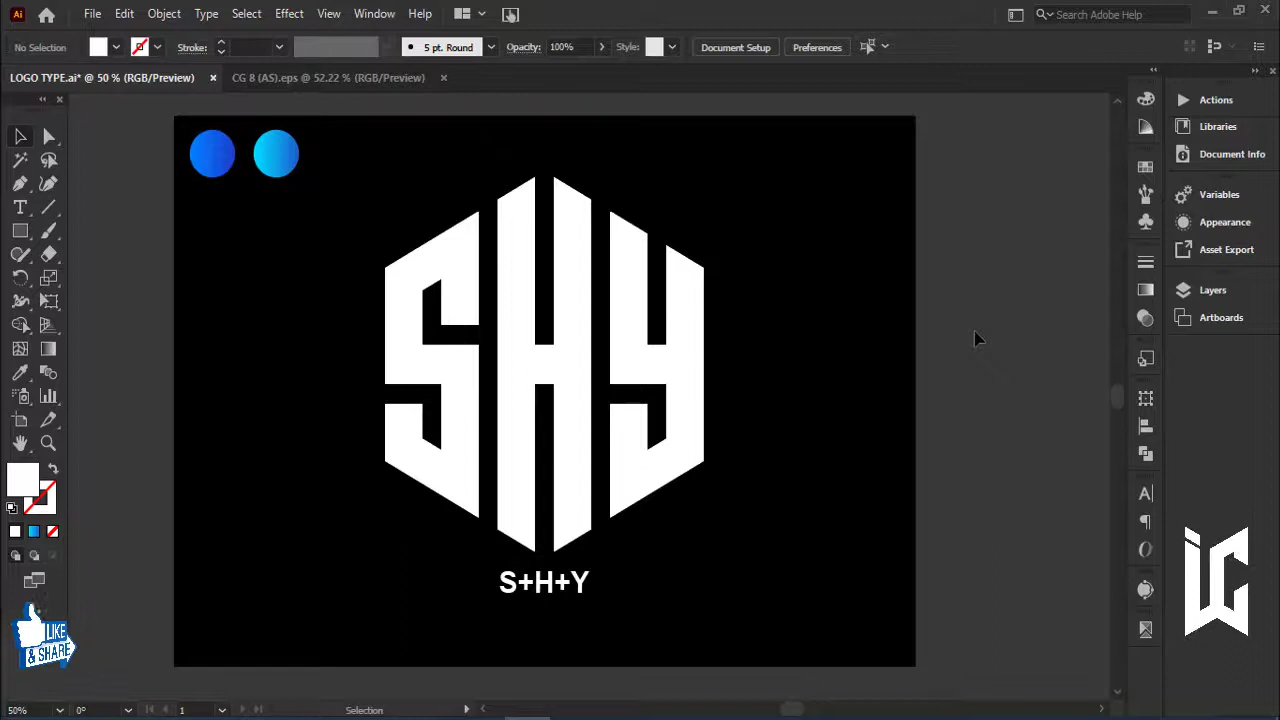 Ai File Edit Object Type Select Effect View Window Help Search Adobe Help
No Selection Stroke: 5 pt. Round Opacity: 100% Style: Document Setup Preferences
LOGO TYPE.ai* @ 50 % (RGB/Preview) × CG 8 (AS).eps @ 52.22 % (RGB/Preview) ×
Actions
Libraries
Document Info
Variables
Appearance
Asset Export
Layers
Artboards
SHY
S+H+Y
LIKE
& SHARE
50% 0° 1 Selection